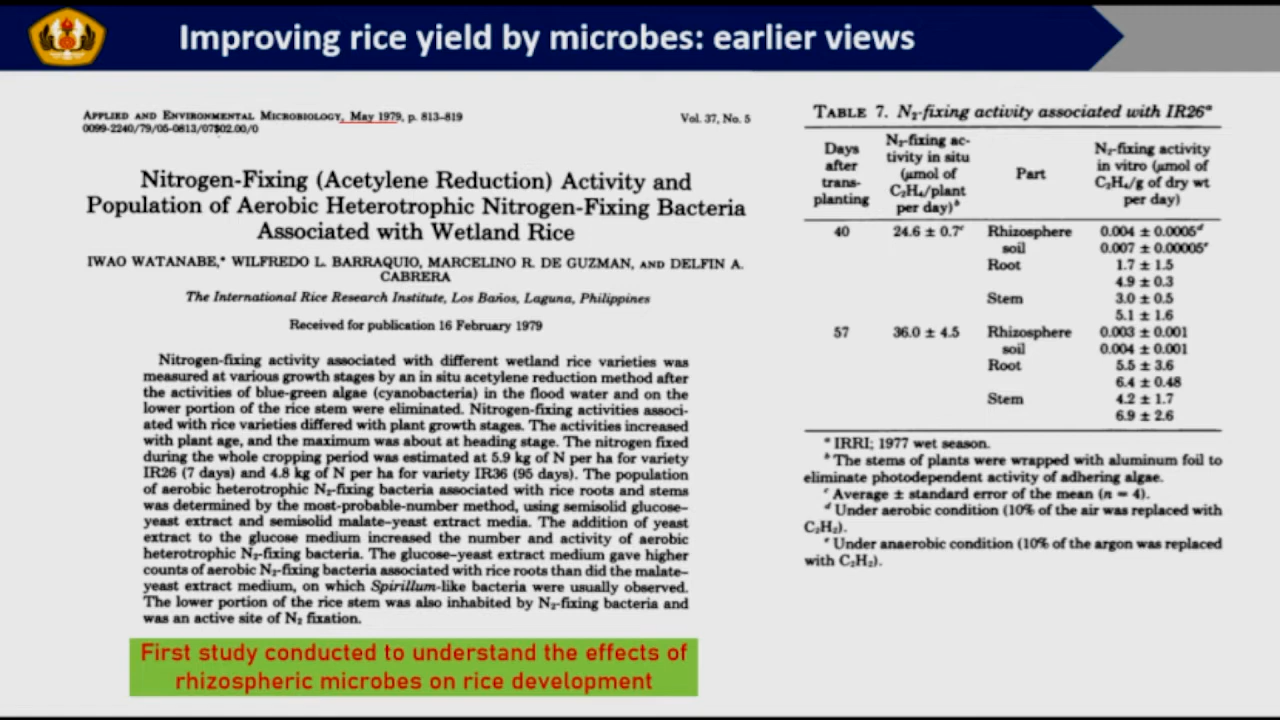 Improving rice yield by microbes: earlier views
APPLIED AND ENVIRONMENTAL MICROBIOLOGY, May 1979, p. 813–819
0099-2240/79/05-0813/07$02.00/0
Vol. 37, No. 5
Nitrogen-Fixing (Acetylene Reduction) Activity and
Population of Aerobic Heterotrophic Nitrogen-Fixing Bacteria
Associated with Wetland Rice
IWAO WATANABE,* WILFREDO L. BARRAQUIO, MARCELINO R. DE GUZMAN, AND DELFIN A.
CABRERA
The International Rice Research Institute, Los Baños, Laguna, Philippines
Received for publication 16 February 1979
Nitrogen-fixing activity associated with different wetland rice varieties was
measured at various growth stages by an in situ acetylene reduction method after
the activities of blue-green algae (cyanobacteria) in the flood water and on the
lower portion of the rice stem were eliminated. Nitrogen-fixing activities associ-
ated with rice varieties differed with plant growth stages. The activities increased
with plant age, and the maximum was about at heading stage. The nitrogen fixed
during the whole cropping period was estimated at 5.9 kg of N per ha for variety
IR26 (7 days) and 4.8 kg of N per ha for variety IR36 (95 days). The population
of aerobic heterotrophic N₂-fixing bacteria associated with rice roots and stems
was determined by the most-probable-number method, using semisolid glucose–
yeast extract and semisolid malate–yeast extract media. The addition of yeast
extract to the glucose medium increased the number and activity of aerobic
heterotrophic N₂-fixing bacteria. The glucose–yeast extract medium gave higher
counts of aerobic N₂-fixing bacteria associated with rice roots than did the malate–
yeast extract medium, on which Spirillum-like bacteria were usually observed.
The lower portion of the rice stem was also inhabited by N₂-fixing bacteria and
was an active site of N₂ fixation.
First study conducted to understand the effects of
rhizospheric microbes on rice development
TABLE 7. N₂-fixing activity associated with IR26ᵃ
Days
after
trans-
planting
N₂-fixing ac-
tivity in situ
(μmol of
C₂H₄/plant
per day)ᵇ
Part
N₂-fixing activity
in vitro (μmol of
C₂H₄/g of dry wt
per day)
40 24.6 ± 0.7ᶜ Rhizosphere 0.004 ± 0.0005ᵈ
soil 0.007 ± 0.00005ᵉ
Root 1.7 ± 1.5
4.9 ± 0.3
Stem 3.0 ± 0.5
5.1 ± 1.6
57 36.0 ± 4.5 Rhizosphere 0.003 ± 0.001
soil 0.004 ± 0.001
Root 5.5 ± 3.6
6.4 ± 0.48
Stem 4.2 ± 1.7
6.9 ± 2.6
ᵃ IRRI; 1977 wet season.
ᵇ The stems of plants were wrapped with aluminum foil to
eliminate photodependent activity of adhering algae.
ᶜ Average ± standard error of the mean (n = 4).
ᵈ Under aerobic condition (10% of the air was replaced with
C₂H₂).
ᵉ Under anaerobic condition (10% of the argon was replaced
with C₂H₂).